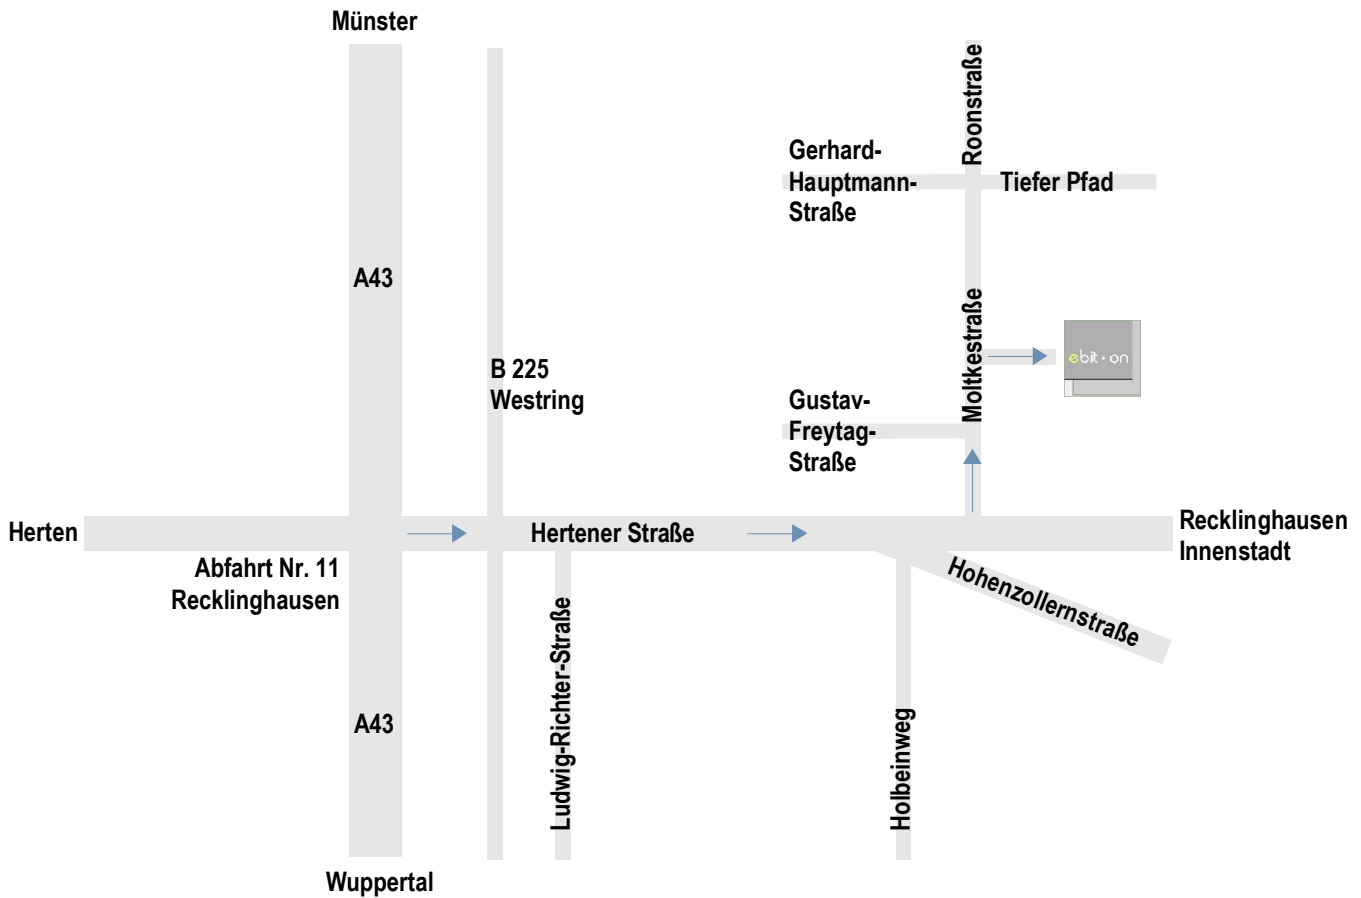 Münster
Roonstraße
Gerhard-
Hauptmann-
Straße
Tiefer Pfad
A43
Moltkestraße
ebit•on
B 225
Westring
Gustav-
Freytag-
Straße
Herten
Hertener Straße
Recklinghausen
Innenstadt
Abfahrt Nr. 11
Recklinghausen
Hohenzollernstraße
Ludwig-Richter-Straße
Holbeinweg
A43
Wuppertal